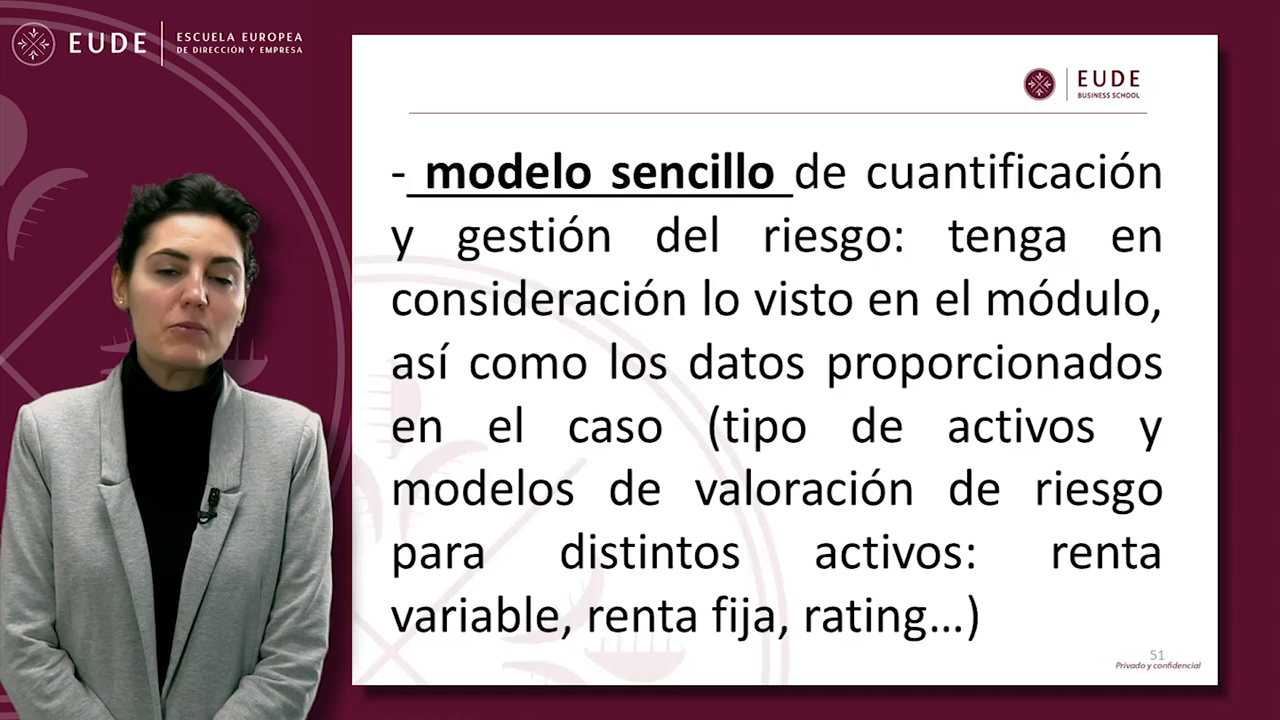 EUDE
ESCUELA EUROPEA
DE DIRECCIÓN Y EMPRESA
EUDE
BUSINESS SCHOOL
- modelo sencillo de cuantificación
y gestión del riesgo: tenga en
consideración lo visto en el módulo,
así como los datos proporcionados
en el caso (tipo de activos y
modelos de valoración de riesgo
para distintos activos: renta
variable, renta fija, rating...)
51
Privado y confidencial